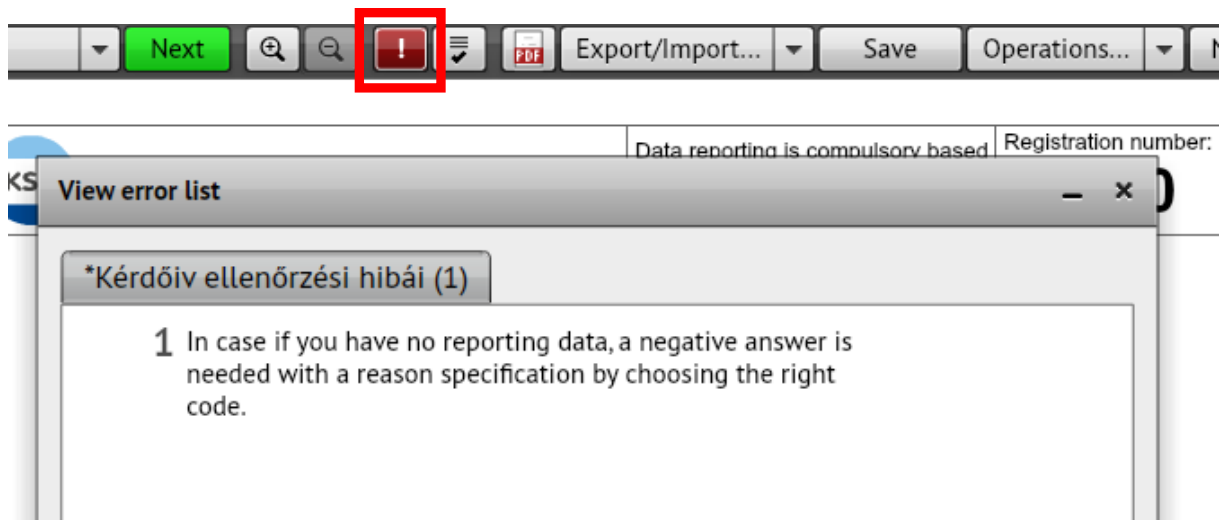 Next ! PDF Export/Import... Save Operations...
Data reporting is compulsory based
Registration number:
KS
View error list
*Kérdőív ellenőrzési hibái (1)
1 In case if you have no reporting data, a negative answer is
needed with a reason specification by choosing the right
code.